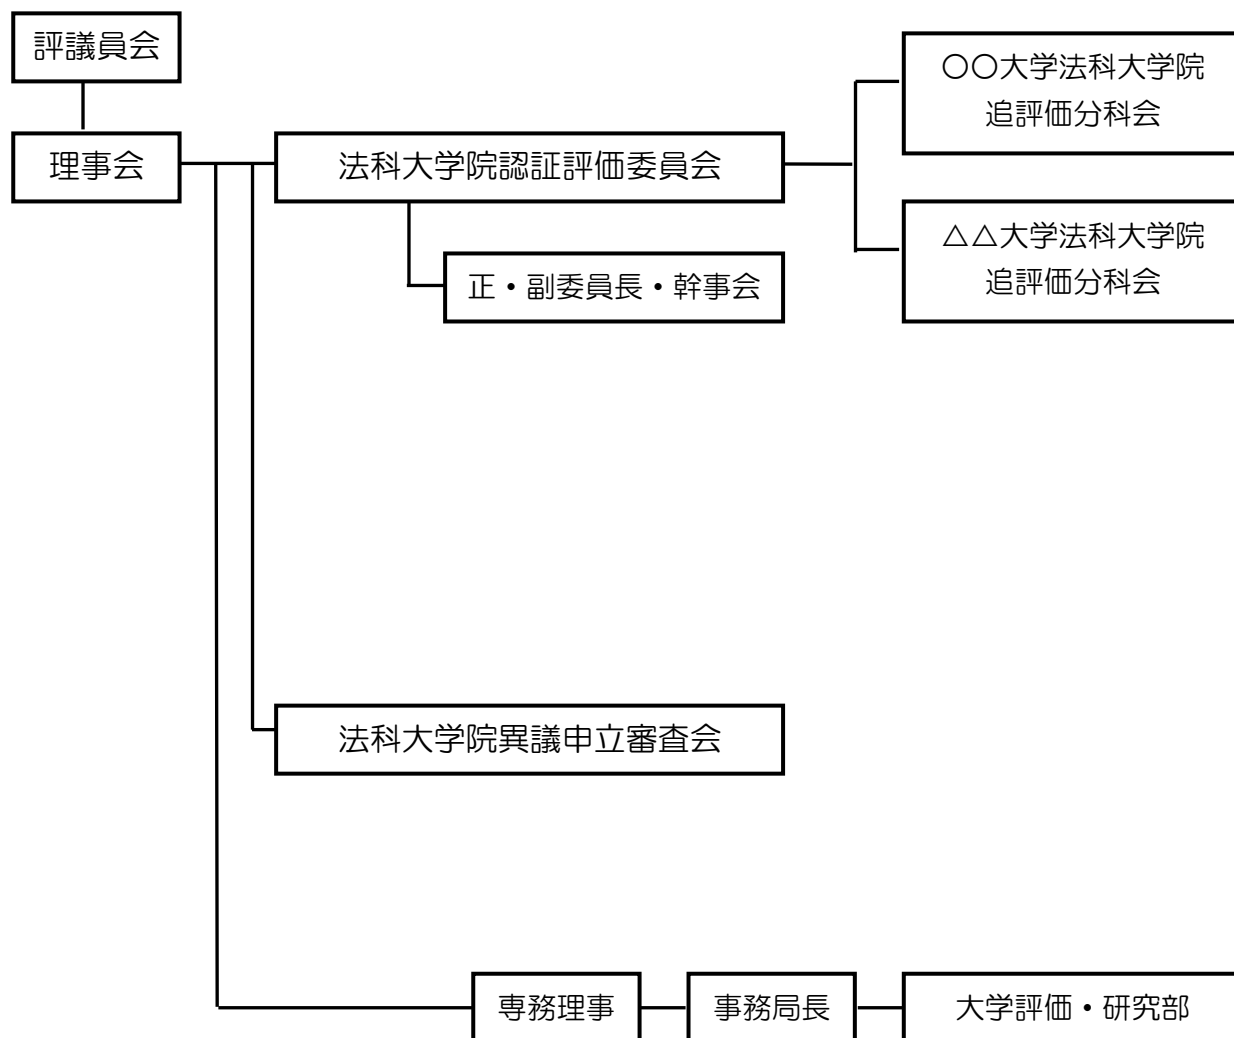 評議員会
理事会
法科大学院認証評価委員会
正・副委員長・幹事会
〇〇大学法科大学院
追評価分科会
△△大学法科大学院
追評価分科会
法科大学院異議申立審査会
専務理事
事務局長
大学評価・研究部